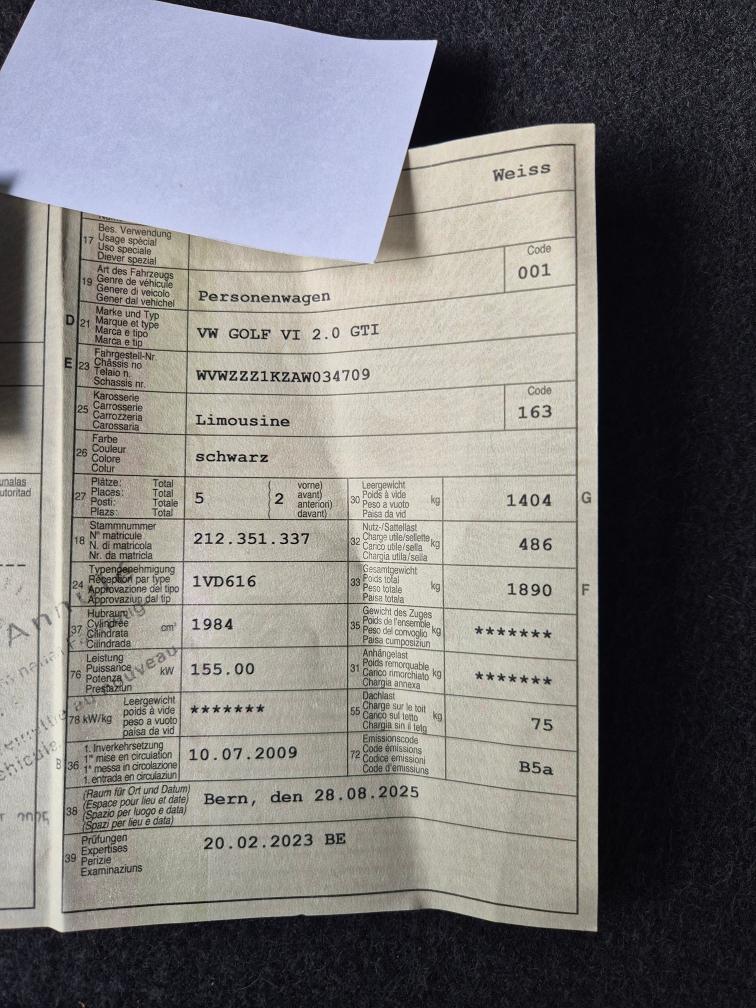 Weiss
Bes. Verwendung
17 Usage spécial
Uso speciale
Diever spezial
Code
001
Art des Fahrzeugs
19 Genre de véhicule
Genere di veicolo
Gener dal vehichel
Personenwagen
D 21 Marke und Typ
Marque et type
Marca e tipo
Marca e tip
VW GOLF VI 2.0 GTI
E 23 Fahrgestell-Nr.
Châssis no
Telaio n.
Schassis nr.
WVWZZZ1KZAW034709
25 Karosserie
Carrosserie
Carrozzeria
Carossaria
Limousine
Code
163
26 Farbe
Couleur
Colore
Colur
schwarz
27 Plätze: Total
Places: Total
Posti: Totale
Plazs: Total
5
( 2 vorne)
avant)
anteriori)
davant)
30 Leergewicht
Poids à vide
Peso a vuoto
Paisa da vid
kg
1404 G
18 Stammnummer
N° matricule
N. di matricola
Nr. da matricla
212.351.337
32 Nutz-/Sattellast
Charge utile/sellette
Carico utile/sella
Chargia utila/sella
kg
486
24 Typengenehmigung
Réception par type
Approvazione del tipo
Approvaziun dal tip
1VD616
33 Gesamtgewicht
Poids total
Peso totale
Paisa totala
kg
1890 F
37 Hubraum
Cylindrée
Cilindrata
Cilindrada
cm³
1984
35 Gewicht des Zuges
Poids de l'ensemble
Peso del convoglio
Paisa cumposiziun
kg
*******
76 Leistung
Puissance
Potenza
Prestaziun
kW
155.00
31 Anhängelast
Poids remorquable
Carico rimorchiato
Chargia annexa
kg
*******
78 kW/kg Leergewicht
poids à vide
peso a vuoto
paisa da vid
*******
55 Dachlast
Charge sur le toit
Carico sul tetto
Chargia sin il tetg
kg
75
B 36 1. Inverkehrsetzung
1re mise en circulation
1a messa in circolazione
1. entrada en circulaziun
10.07.2009
72 Emissionscode
Code émissions
Codice emissioni
Code d'emissiuns
B5a
38 (Raum für Ort und Datum)
(Espace pour lieu et date)
(Spazio per luogo e data)
(Spazi per lieu e data)
Bern, den 28.08.2025
39 Prüfungen
Expertises
Perizie
Examinaziuns
20.02.2023 BE